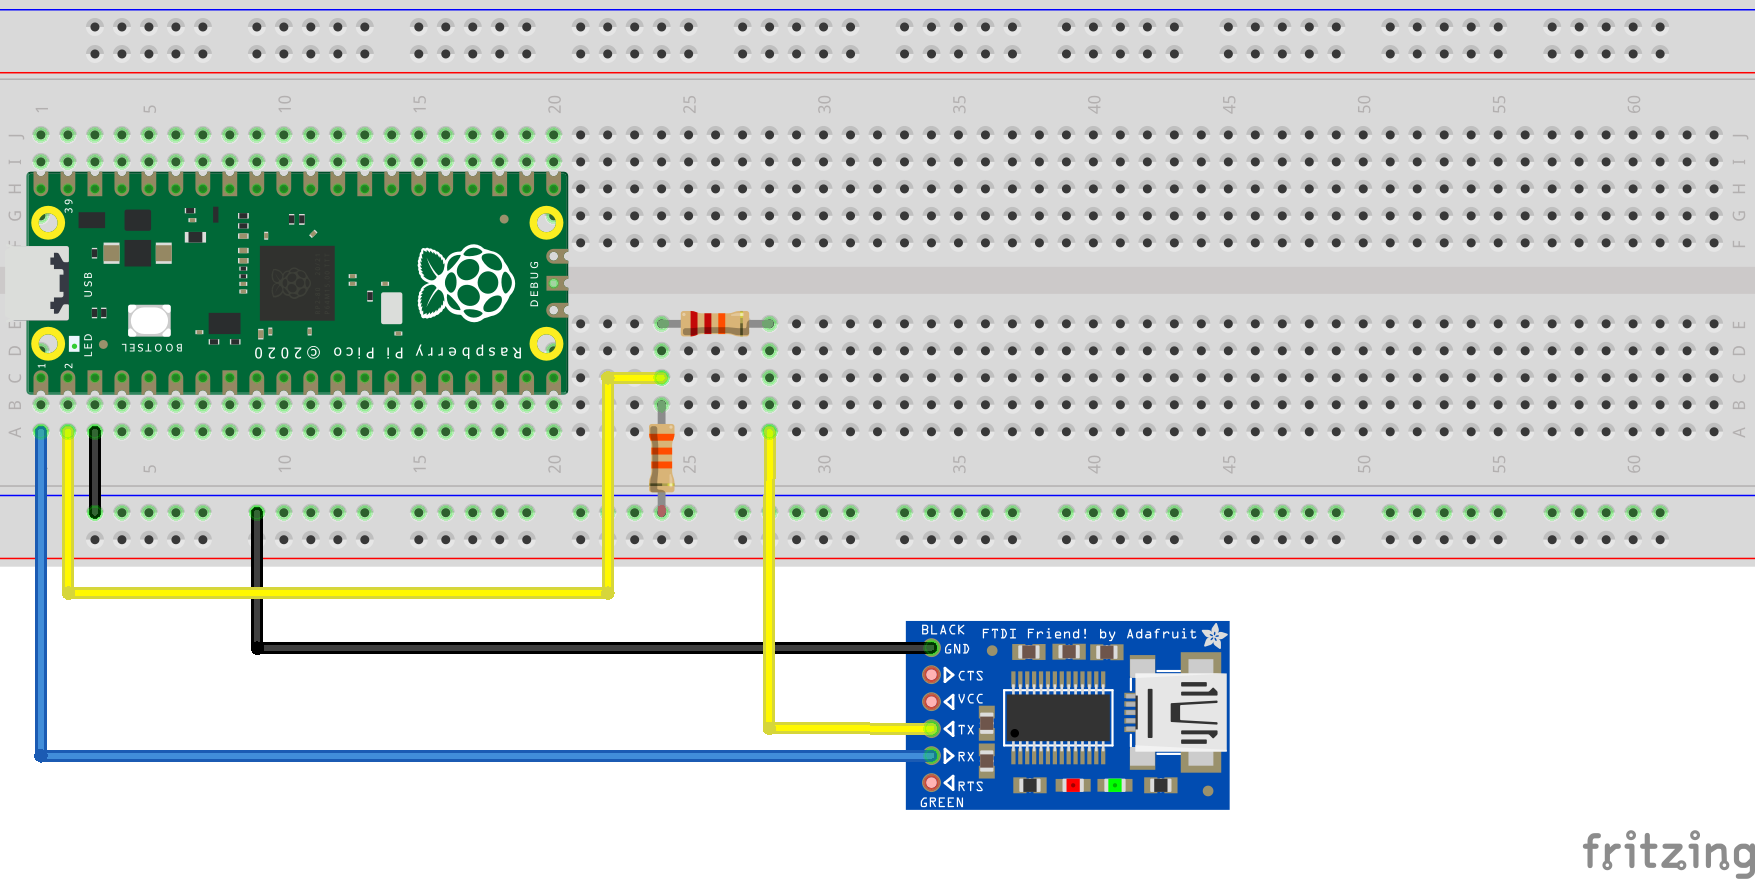 1 5 10 15 20 25 30 35 40 45 50 55 60
J J
I I
H H
G G
F
E E
D D
C C
B B
A A
39
USB
DEBUG
LED
BOOTSEL
Raspberry Pi Pico ©2020
1
2
5 10 15 20 25 30 35 40 45 50 55 60
BLACK
FTDI Friend! by Adafruit
GND
CTS
VCC
TX
RX
RTS
GREEN
fritzing